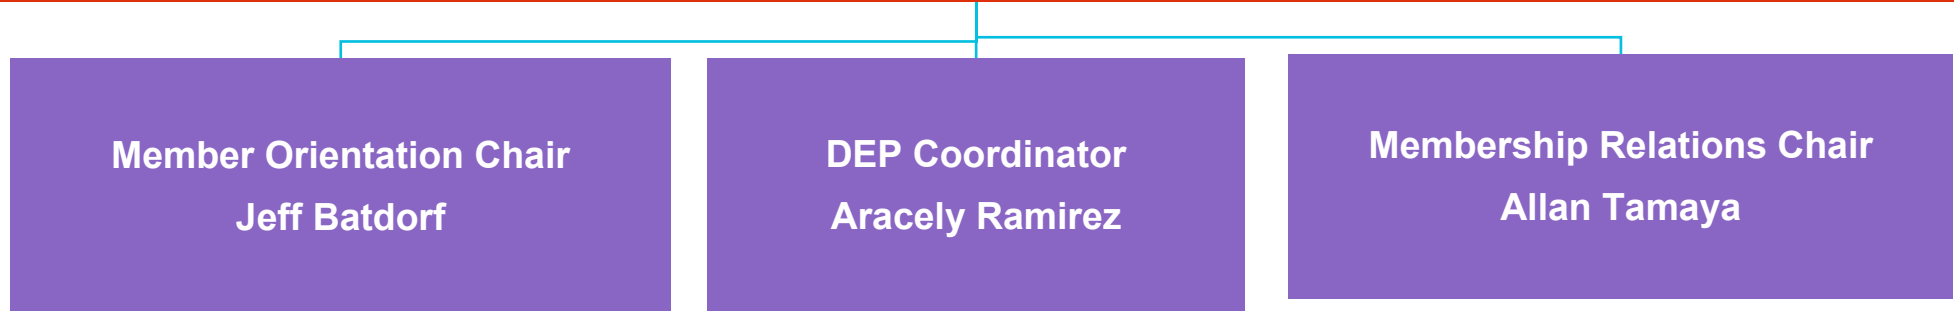 Member Orientation Chair
Jeff Batdorf
DEP Coordinator
Aracely Ramirez
Membership Relations Chair
Allan Tamaya